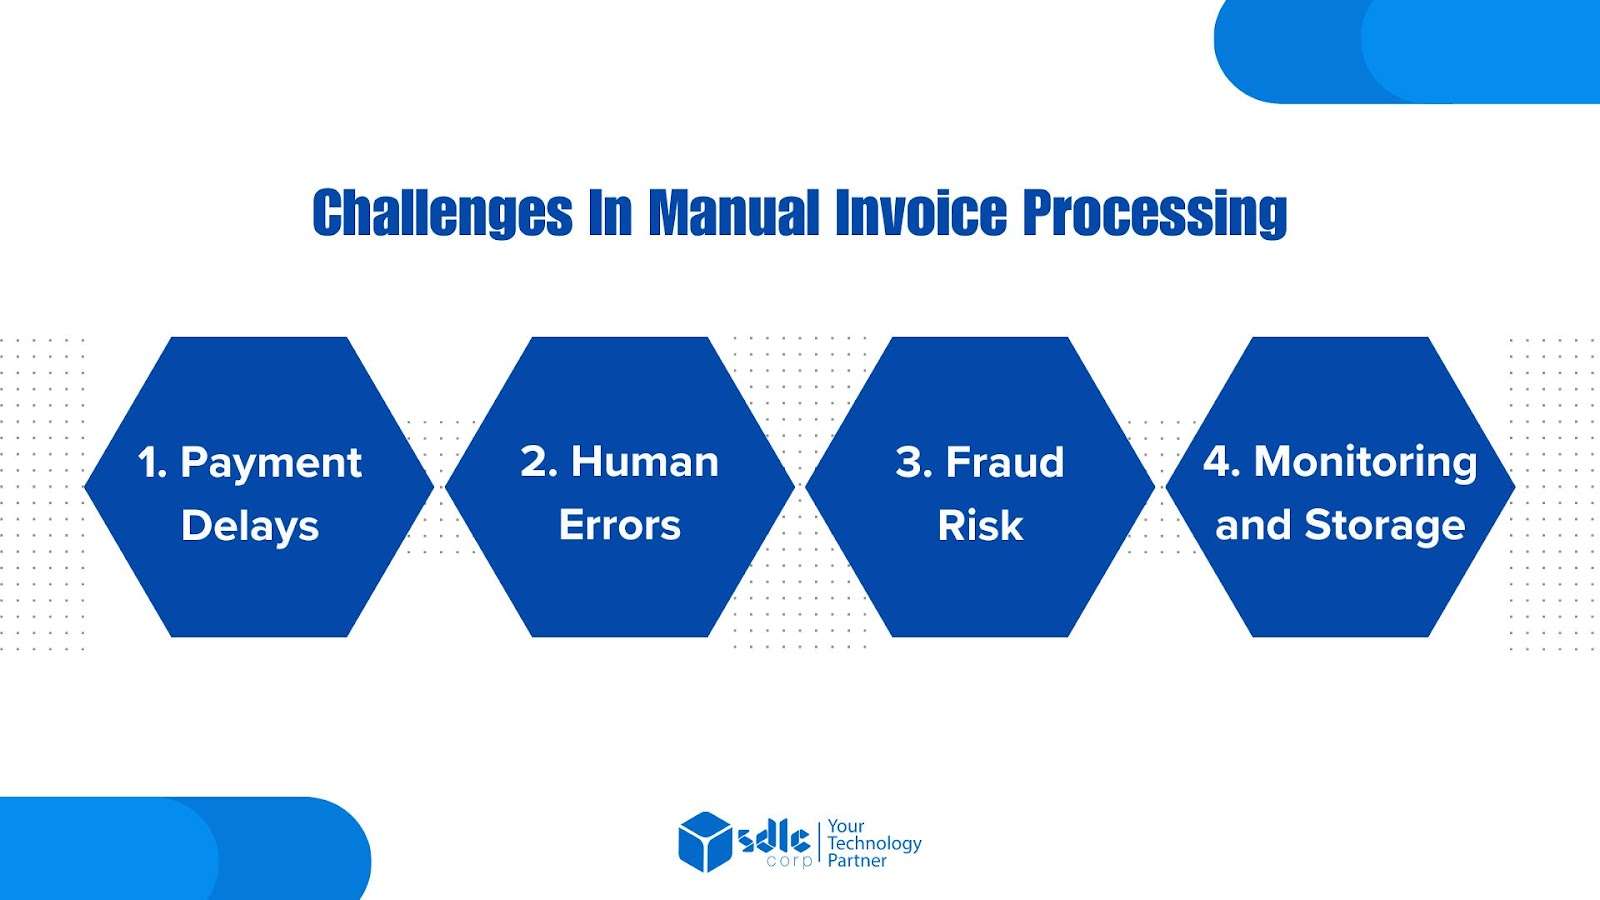 Challenges In Manual Invoice Processing
1. Payment
Delays
2. Human
Errors
3. Fraud
Risk
4. Monitoring
and Storage
sdlc
corp
Your
Technology
Partner